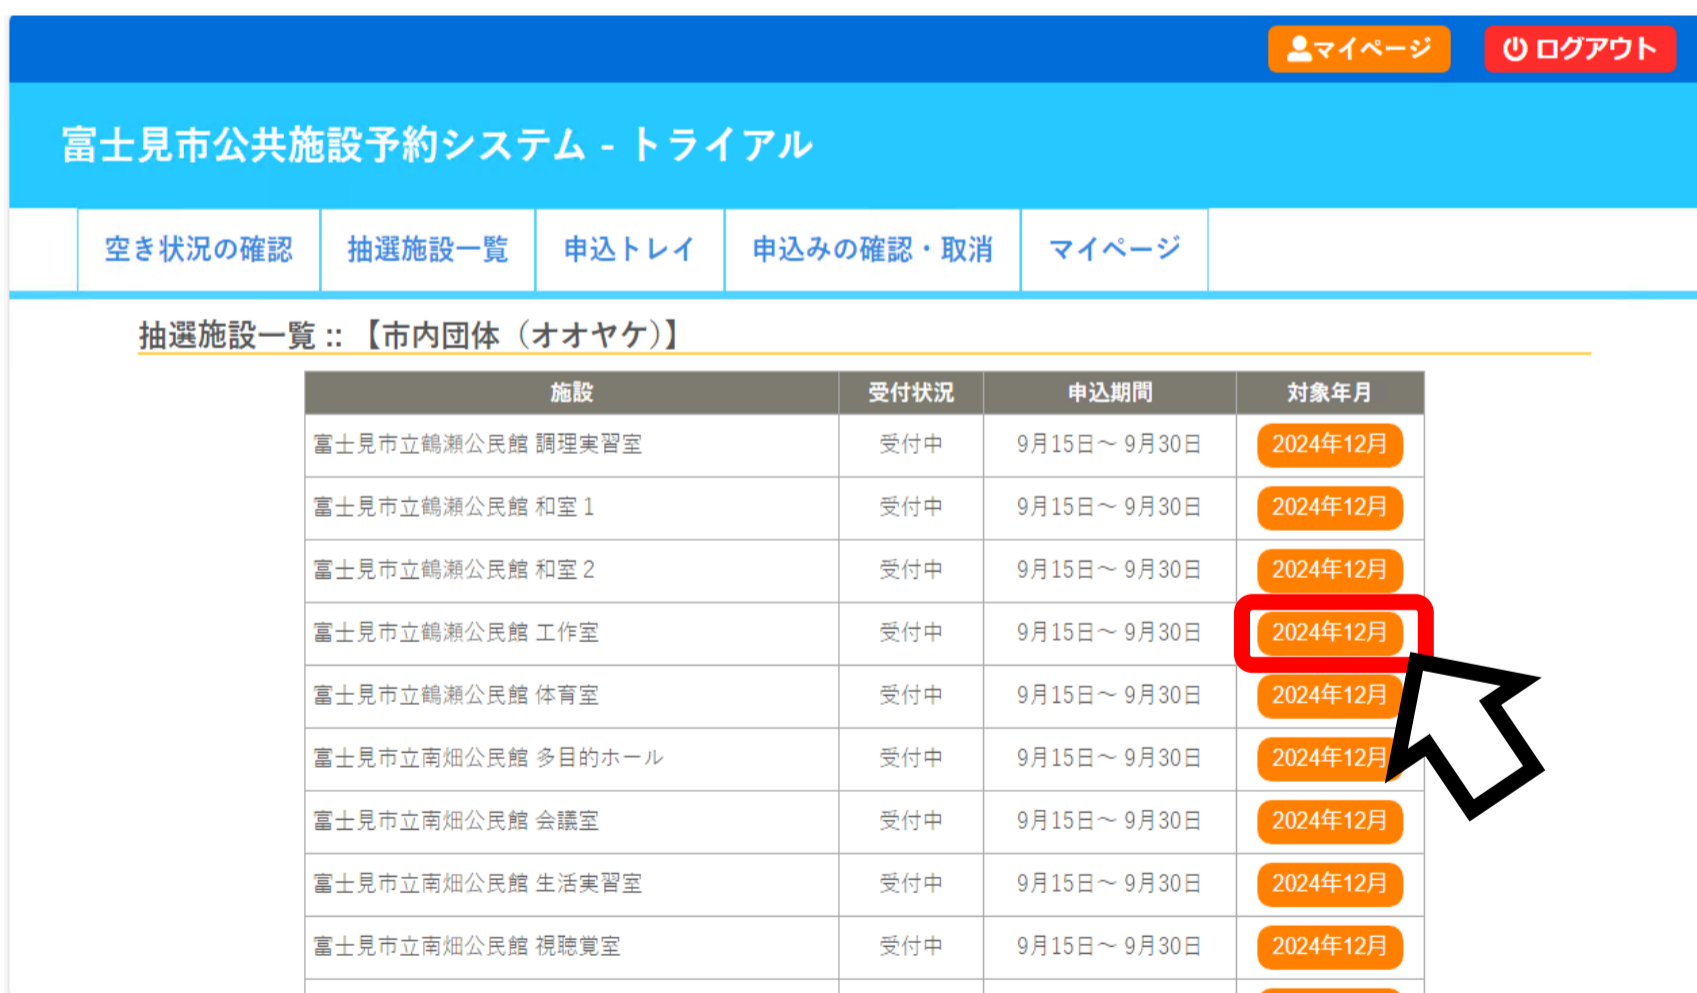 マイページ ログアウト
富士見市公共施設予約システム - トライアル
空き状況の確認 抽選施設一覧 申込トレイ 申込みの確認・取消 マイページ
抽選施設一覧 :: 【市内団体（オオヤケ）】
施設 受付状況 申込期間 対象年月
富士見市立鶴瀬公民館 調理実習室 受付中 9月15日～ 9月30日 2024年12月
富士見市立鶴瀬公民館 和室１ 受付中 9月15日～ 9月30日 2024年12月
富士見市立鶴瀬公民館 和室２ 受付中 9月15日～ 9月30日 2024年12月
富士見市立鶴瀬公民館 工作室 受付中 9月15日～ 9月30日 2024年12月
富士見市立鶴瀬公民館 体育室 受付中 9月15日～ 9月30日 2024年12月
富士見市立南畑公民館 多目的ホール 受付中 9月15日～ 9月30日 2024年12月
富士見市立南畑公民館 会議室 受付中 9月15日～ 9月30日 2024年12月
富士見市立南畑公民館 生活実習室 受付中 9月15日～ 9月30日 2024年12月
富士見市立南畑公民館 視聴覚室 受付中 9月15日～ 9月30日 2024年12月